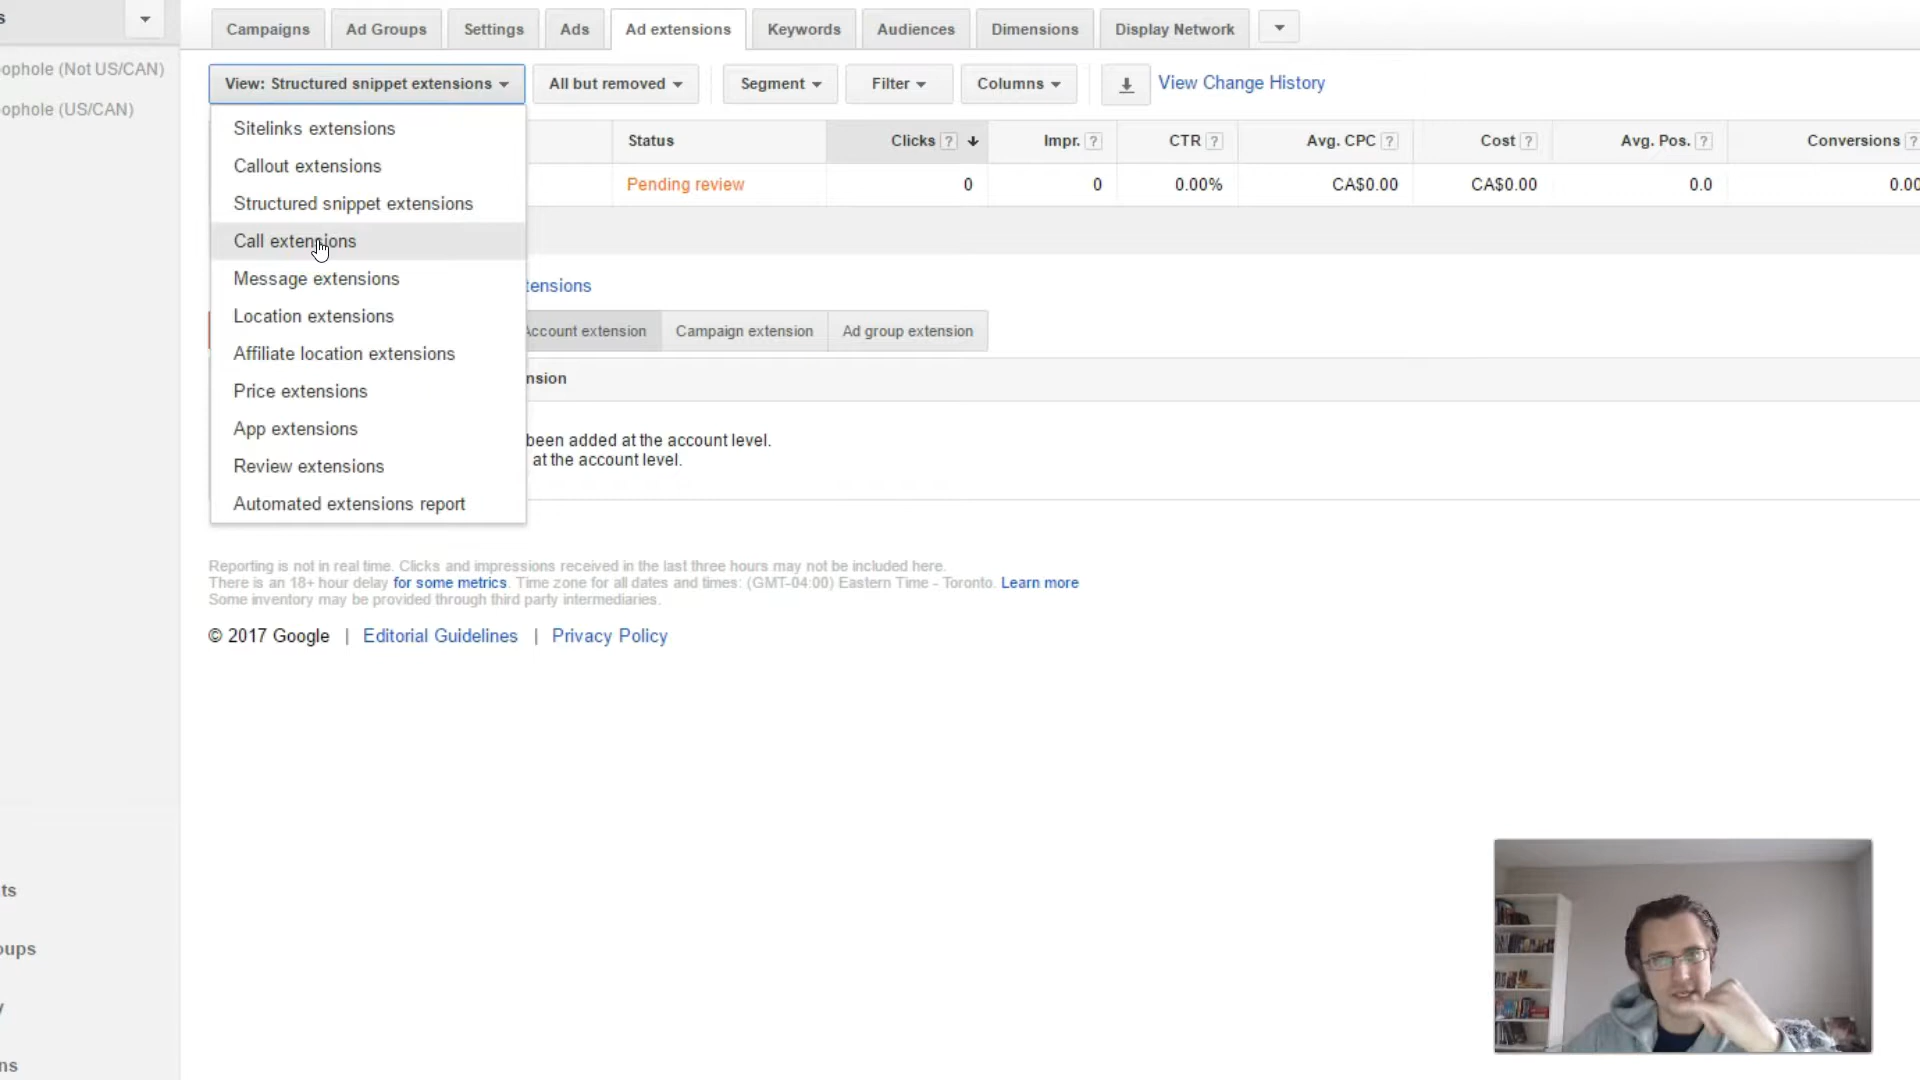 s
Campaigns Ad Groups Settings Ads Ad extensions Keywords Audiences Dimensions Display Network
ophole (Not US/CAN)
ophole (US/CAN)
View: Structured snippet extensions All but removed Segment Filter Columns View Change History
Status Clicks ? Impr. ? CTR ? Avg. CPC ? Cost ? Avg. Pos. ? Conversions ?
Pending review 0 0 0.00% CA$0.00 CA$0.00 0.0 0.00
Sitelinks extensions
Callout extensions
Structured snippet extensions
Call extensions
Message extensions
Location extensions
Affiliate location extensions
Price extensions
App extensions
Review extensions
Automated extensions report
tensions
Account extension Campaign extension Ad group extension
nsion
been added at the account level.
at the account level.
Reporting is not in real time. Clicks and impressions received in the last three hours may not be included here.
There is an 18+ hour delay for some metrics. Time zone for all dates and times: (GMT-04:00) Eastern Time - Toronto. Learn more
Some inventory may be provided through third party intermediaries.
© 2017 Google | Editorial Guidelines | Privacy Policy
ts
oups
y
ns